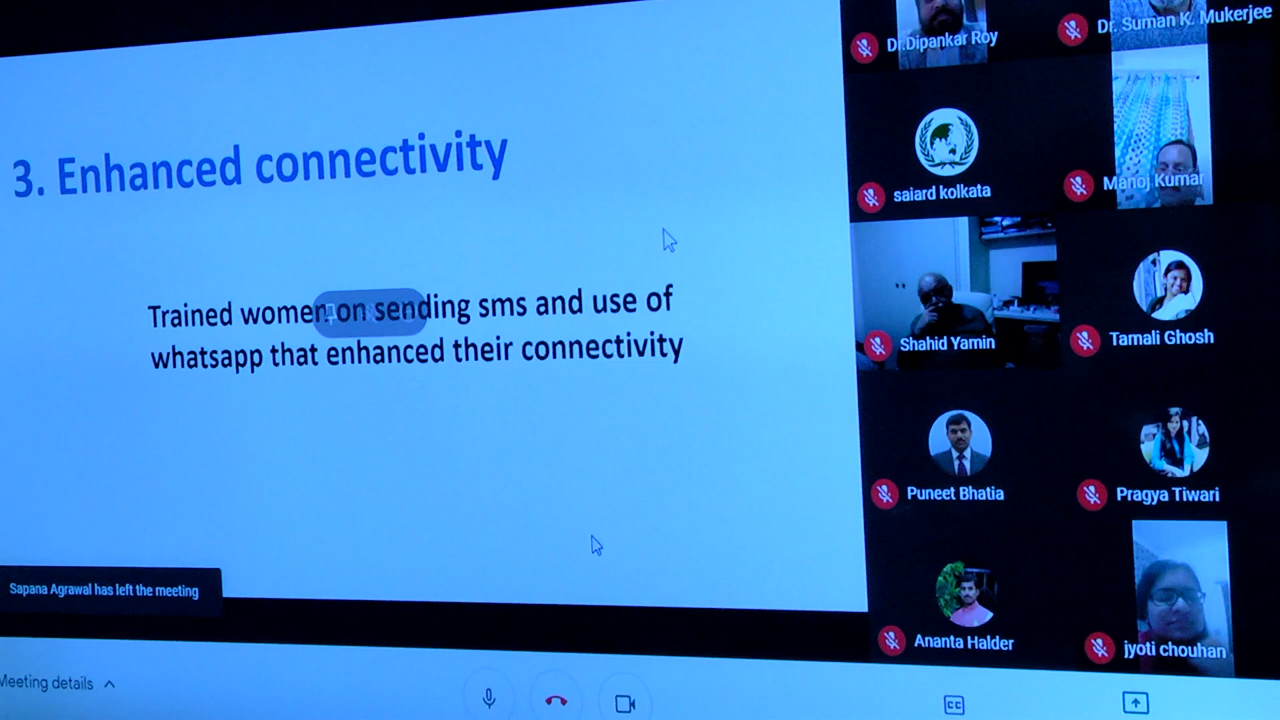 3. Enhanced connectivity
Trained women on sending sms and use of
whatsapp that enhanced their connectivity
Sapana Agrawal has left the meeting
Meeting details
Dr.Dipankar Roy
Dr. Suman K. Mukerjee
saiard kolkata
Manoj Kumar
Shahid Yamin
Tamali Ghosh
Puneet Bhatia
Pragya Tiwari
Ananta Halder
jyoti chouhan
CC